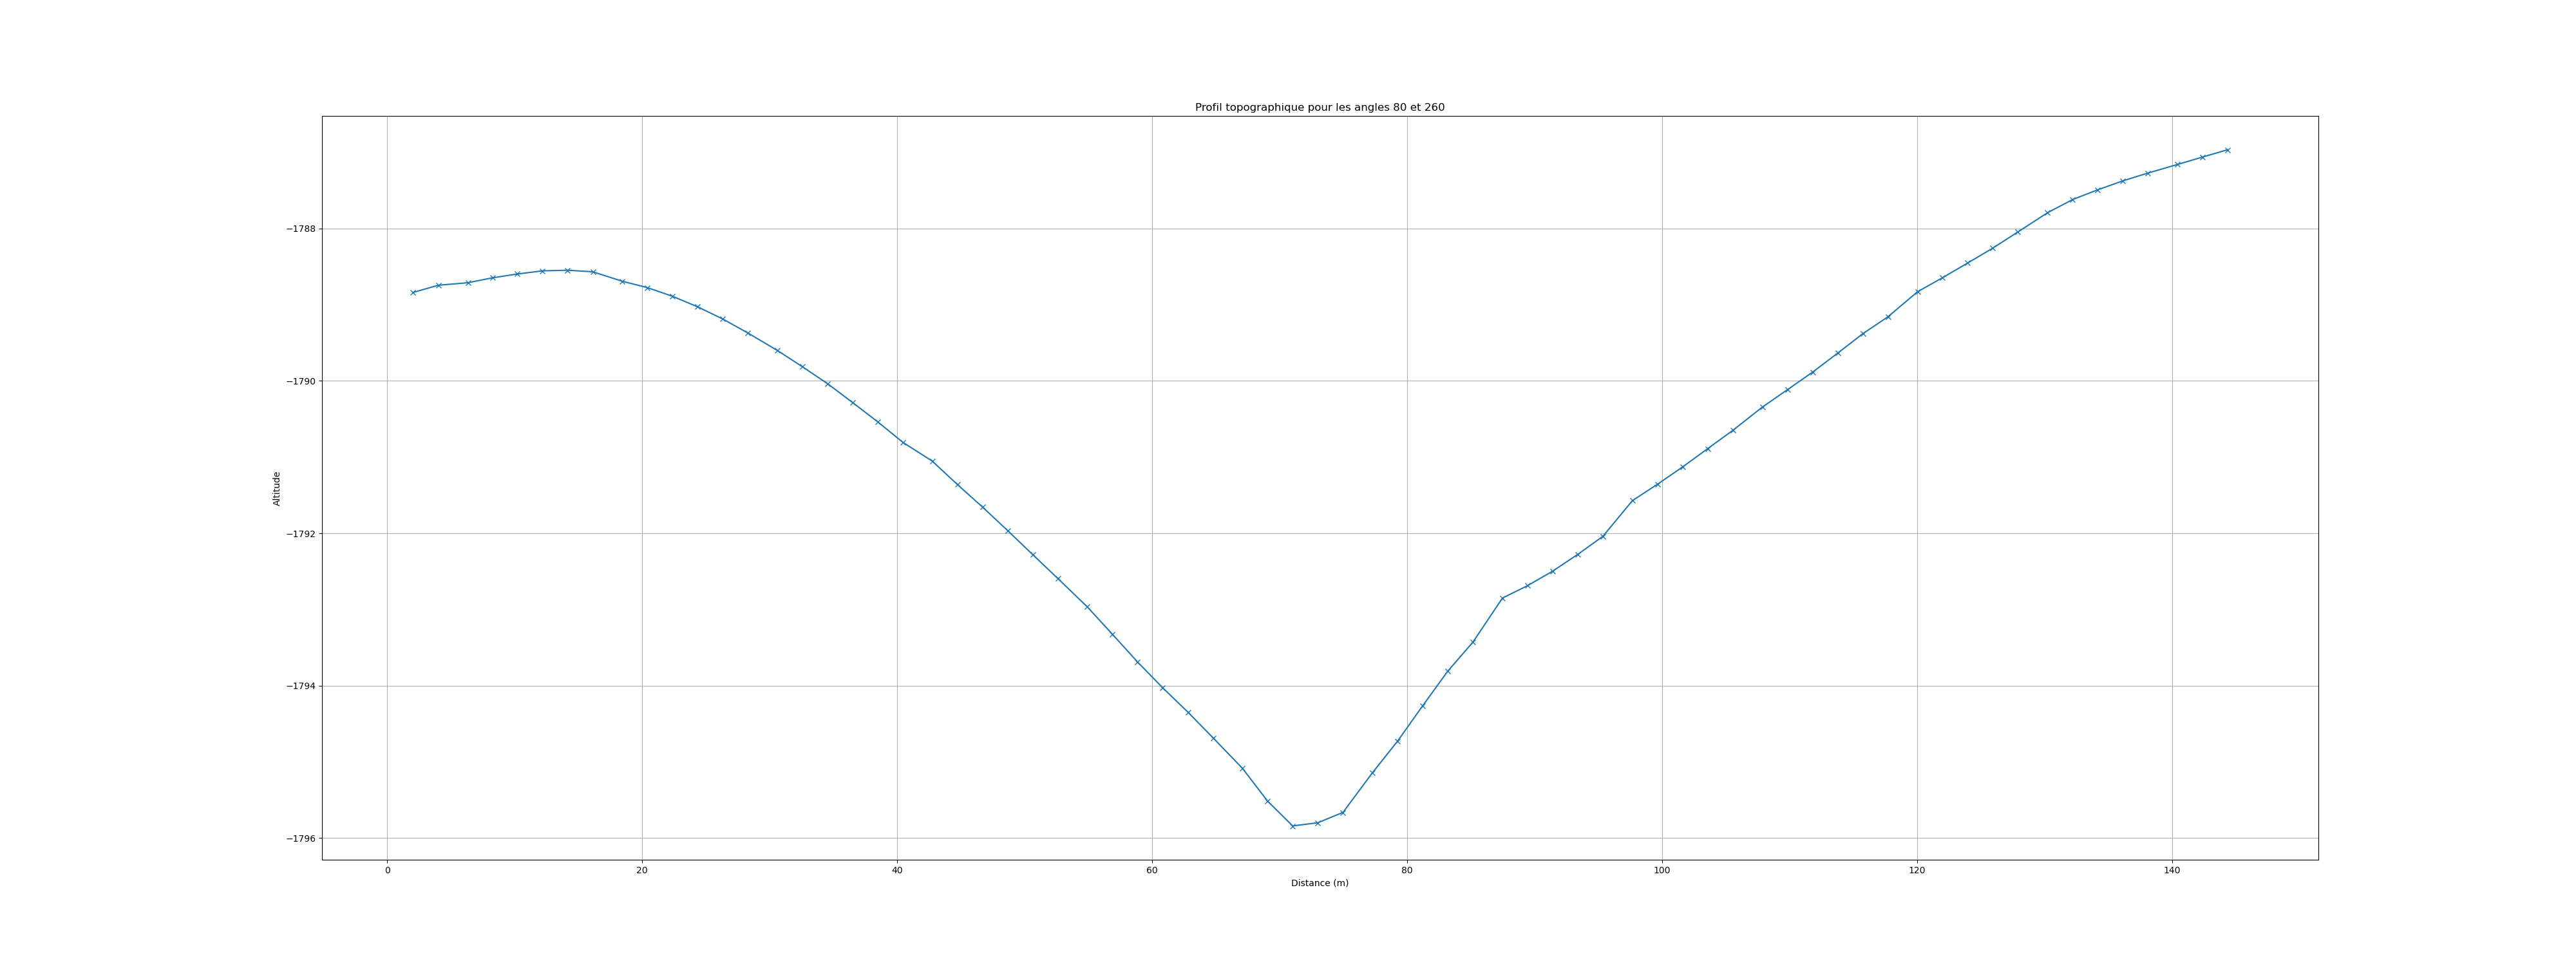 Profil topographique pour les angles 80 et 260
Altitude
−1788
−1790
−1792
−1794
−1796
0 20 40 60 80 100 120 140
Distance (m)